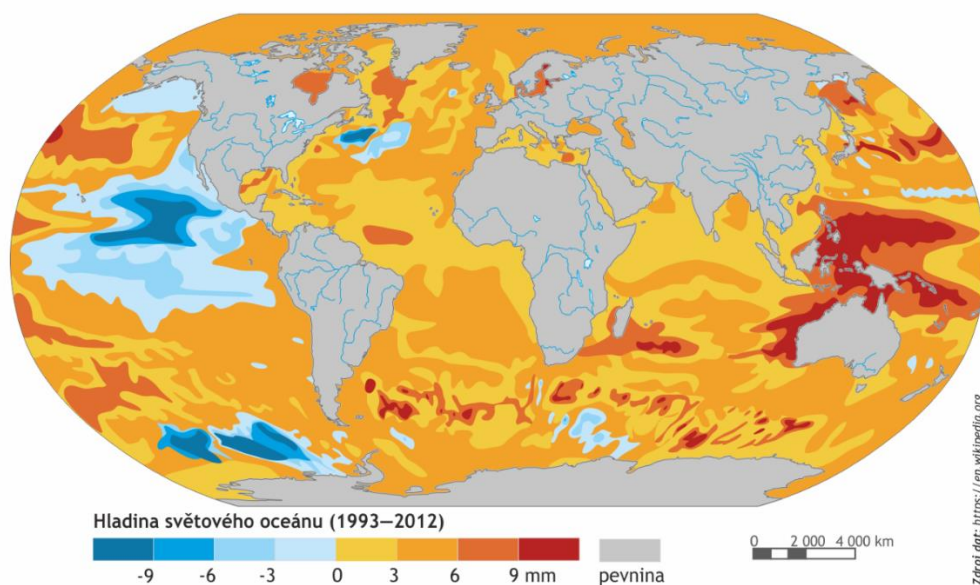 Hladina světového oceánu (1993—2012)
-9 -6 -3 0 3 6 9 mm
pevnina
0 2 000 4 000 km
zdroj dat: https://en.wikipedia.org